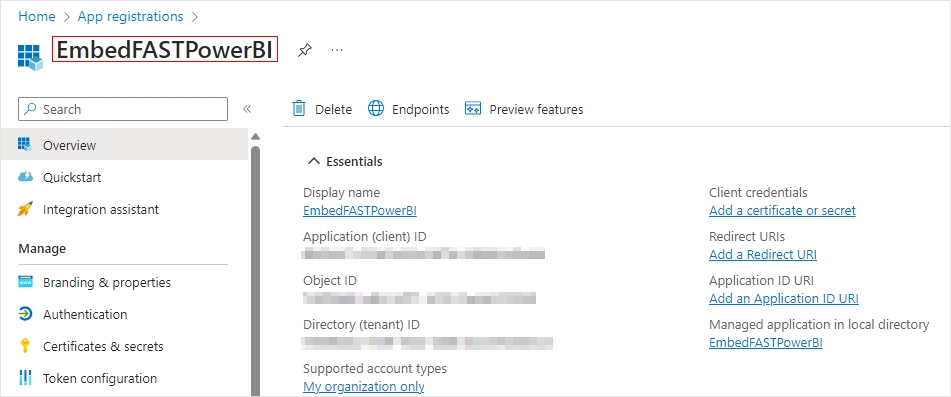 Home > App registrations >
EmbedFASTPowerBI ...
Search «
Overview
Quickstart
Integration assistant
Manage
Branding & properties
Authentication
Certificates & secrets
Token configuration
Delete Endpoints Preview features
Essentials
Display name
EmbedFASTPowerBI
Application (client) ID
Object ID
Directory (tenant) ID
Supported account types
My organization only
Client credentials
Add a certificate or secret
Redirect URIs
Add a Redirect URI
Application ID URI
Add an Application ID URI
Managed application in local directory
EmbedFASTPowerBI